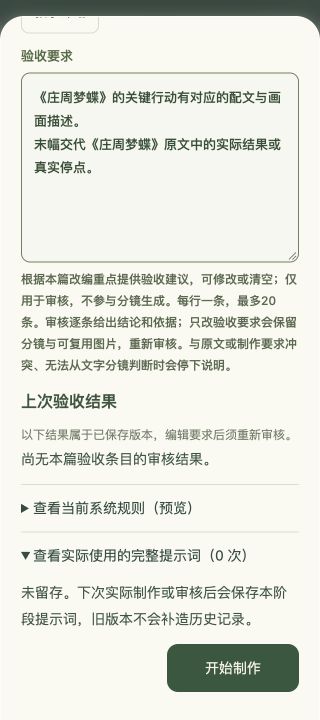 验收要求
《庄周梦蝶》的关键行动有对应的配文与画
面描述。
末幅交代《庄周梦蝶》原文中的实际结果或
真实停点。
根据本篇改编重点提供验收建议，可修改或清空；仅
用于审核，不参与分镜生成。每行一条，最多20
条。审核逐条给出结论和依据；只改验收要求会保留
分镜与可复用图片，重新审核。与原文或制作要求冲
突、无法从文字分镜判断时会停下说明。
上次验收结果
以下结果属于已保存版本，编辑要求后须重新审核。
尚无本篇验收条目的审核结果。
▶查看当前系统规则（预览）
▼查看实际使用的完整提示词（0 次）
未留存。下次实际制作或审核后会保存本阶
段提示词，旧版本不会补造历史记录。
开始制作